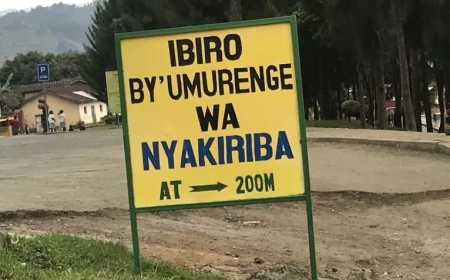 IBIRO
BY'UMURENGE
WA
NYAKIRIBA
AT → 200M
P